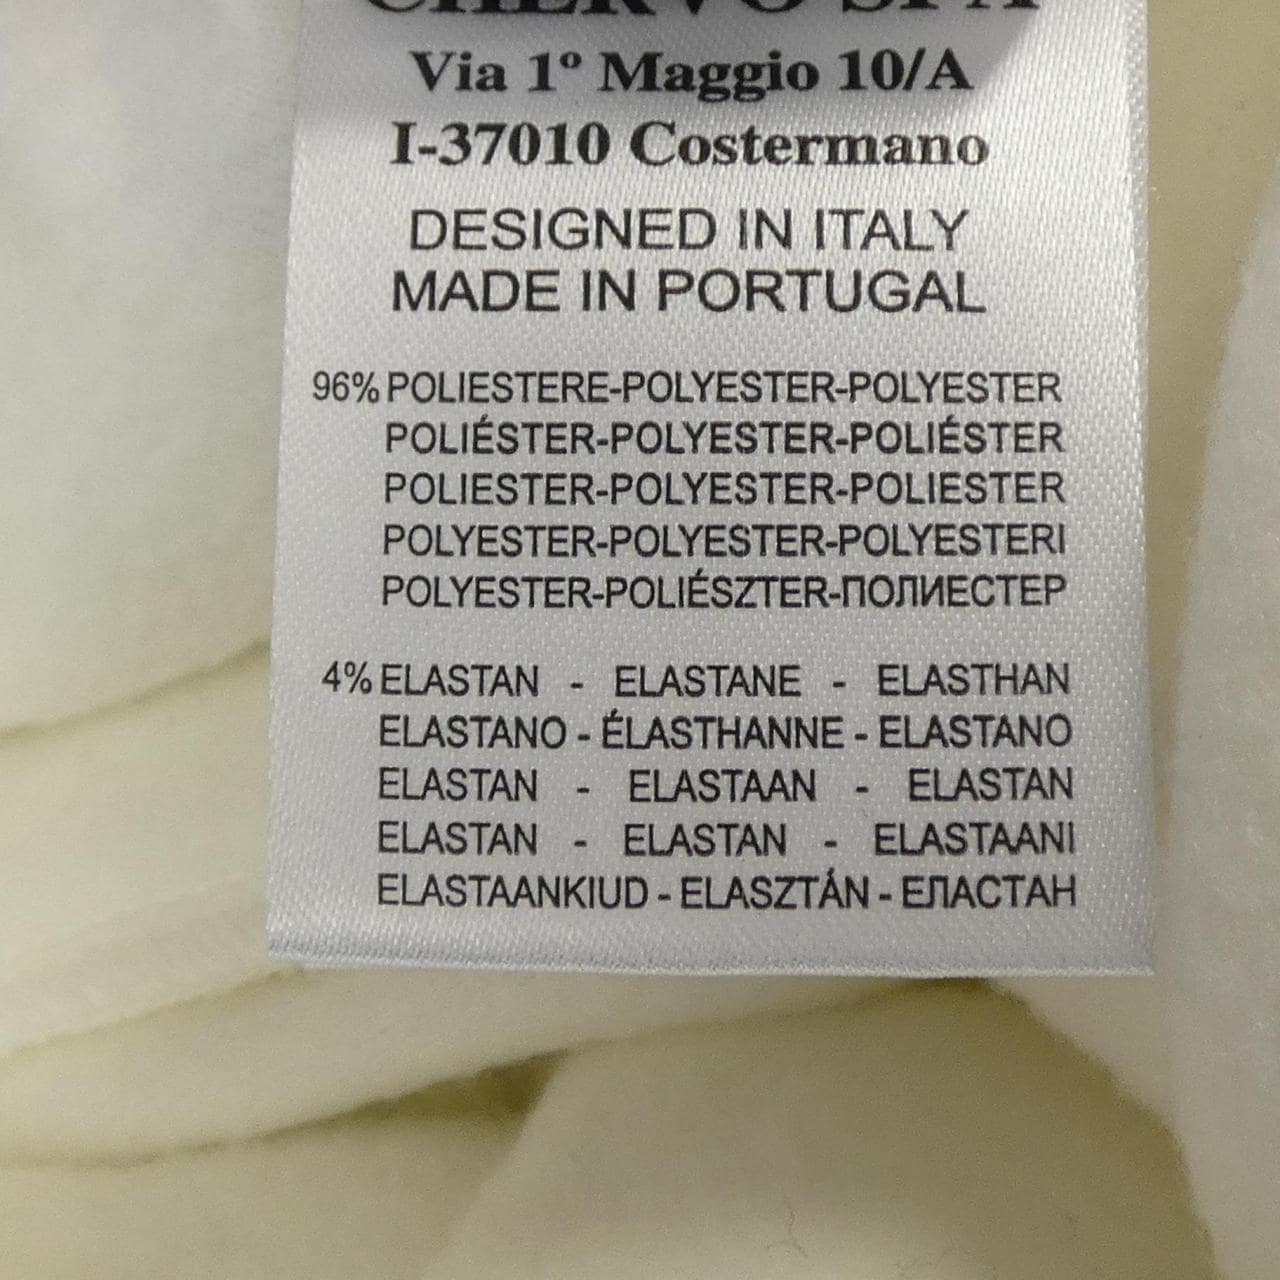 CHERVÒ SPA
Via 1º Maggio 10/A
I-37010 Costermano
DESIGNED IN ITALY
MADE IN PORTUGAL
96% POLIESTERE-POLYESTER-POLYESTER
POLIÉSTER-POLYESTER-POLIÉSTER
POLIESTER-POLYESTER-POLIESTER
POLYESTER-POLYESTER-POLYESTERI
POLYESTER-POLIÉSZTER-ПОЛИЕСТЕР
4% ELASTAN - ELASTANE - ELASTHAN
ELASTANO - ÉLASTHANNE - ELASTANO
ELASTAN - ELASTAAN - ELASTAN
ELASTAN - ELASTAN - ELASTAANI
ELASTAANKIUD - ELASZTÁN - ЕЛАСТАН